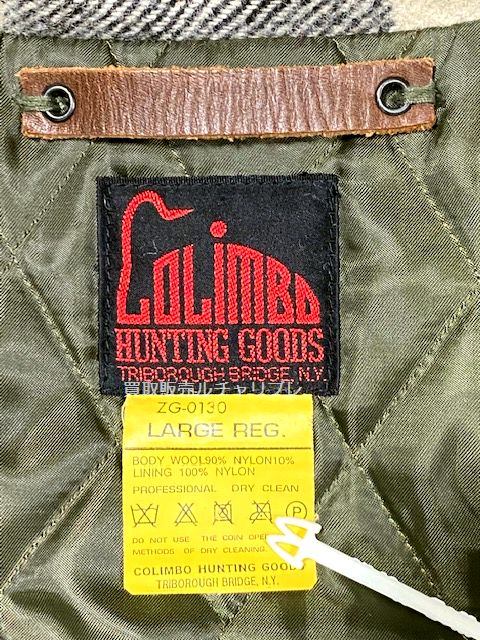 COLIMBO
HUNTING GOODS
TRIBOROUGH BRIDGE, N.Y.
買取販売ルチャリブレ
ZG-0130
LARGE REG.
BODY WOOL90% NYLON10%
LINING 100% NYLON
PROFESSIONAL DRY CLEAN
P
DO NOT USE THE COIN OPER
METHODS OF DRY CLEANING.
COLIMBO HUNTING GOODS
TRIBOROUGH BRIDGE, N.Y.